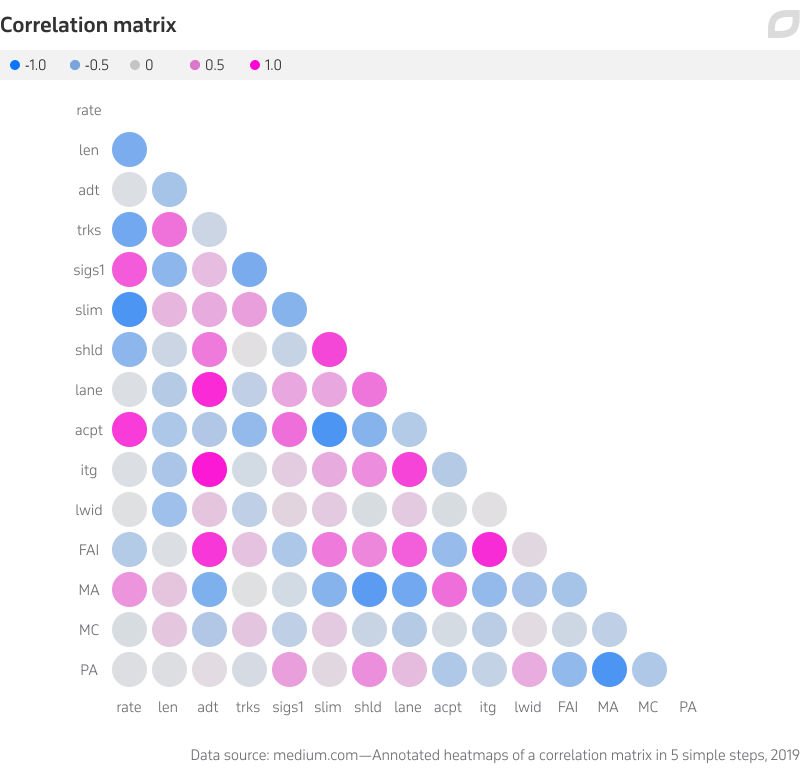 Correlation matrix
-1.0 -0.5 0 0.5 1.0
rate
len
adt
trks
sigs1
slim
shld
lane
acpt
itg
lwid
FAI
MA
MC
PA
rate len adt trks sigs1 slim shld lane acpt itg lwid FAI MA MC PA
Data source: medium.com—Annotated heatmaps of a correlation matrix in 5 simple steps, 2019